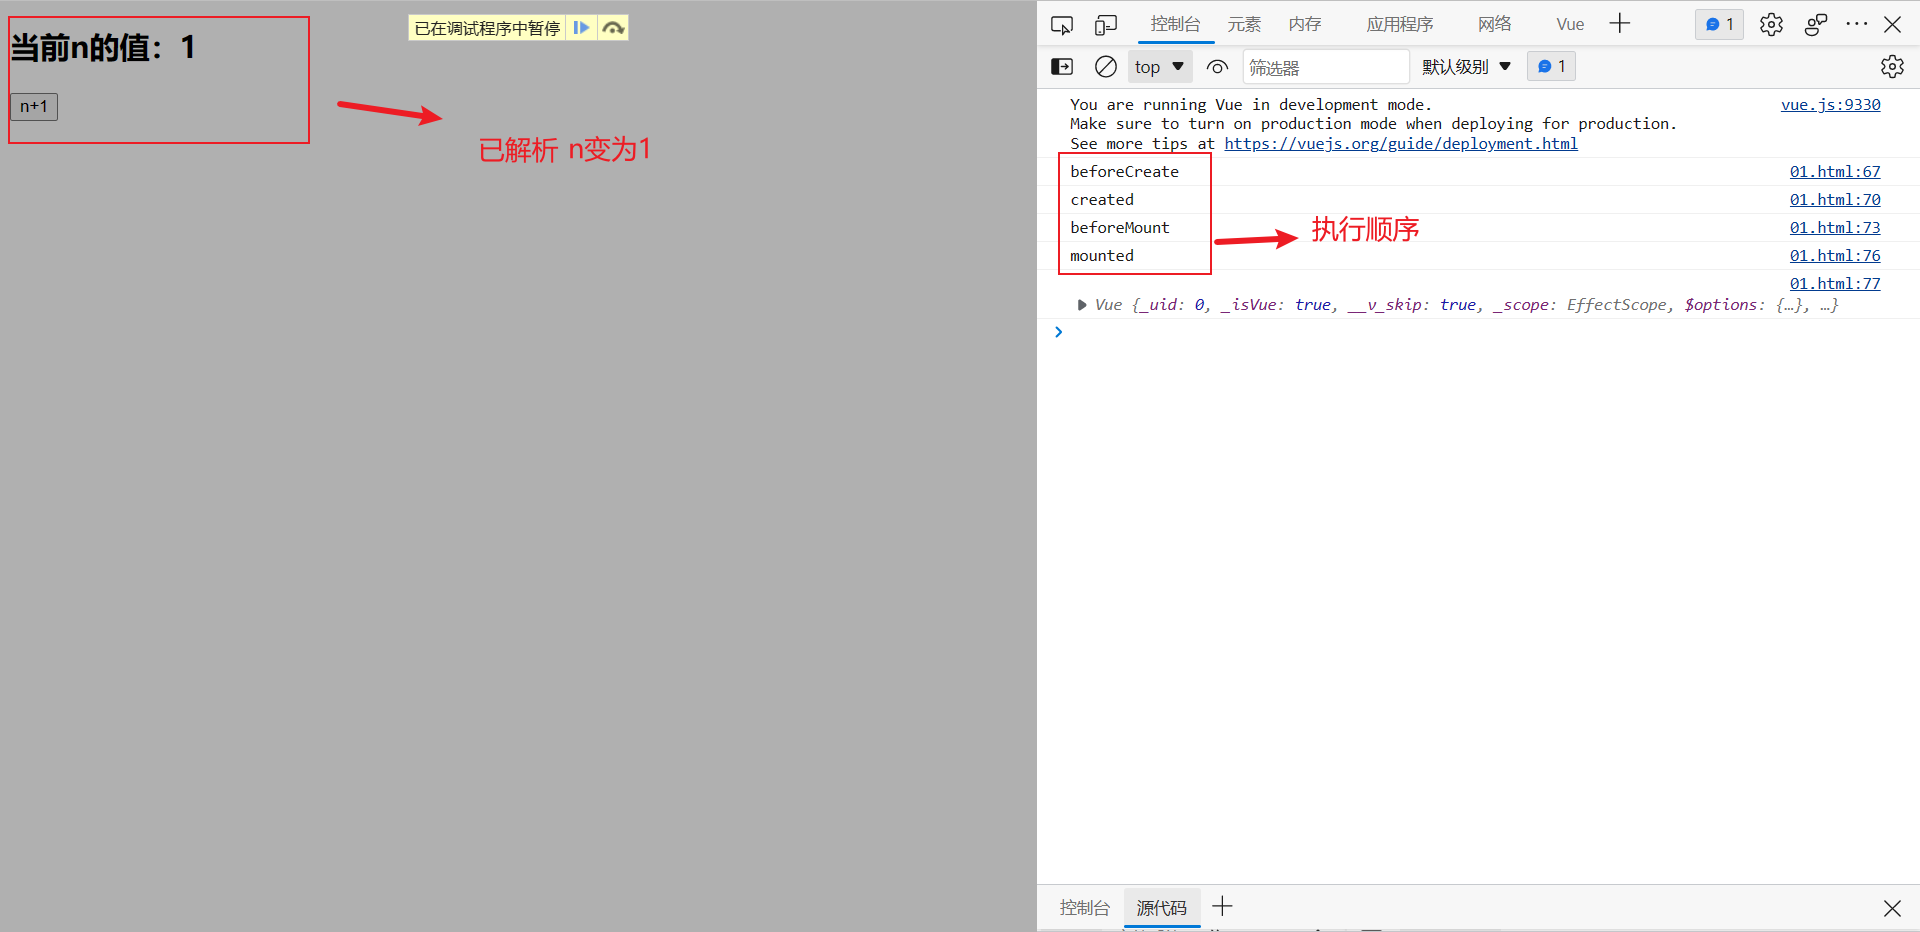 当前n的值：1
n+1
已在调试程序中暂停
已解析 n变为1
控制台 元素 内存 应用程序 网络 Vue 1
top 筛选器 默认级别 1
You are running Vue in development mode. vue.js:9330
Make sure to turn on production mode when deploying for production.
See more tips at https://vuejs.org/guide/deployment.html
beforeCreate 01.html:67
created 01.html:70
beforeMount 01.html:73
mounted 01.html:76
执行顺序
01.html:77
Vue {_uid: 0, _isVue: true, __v_skip: true, _scope: EffectScope, $options: {…}, …}
控制台 源代码